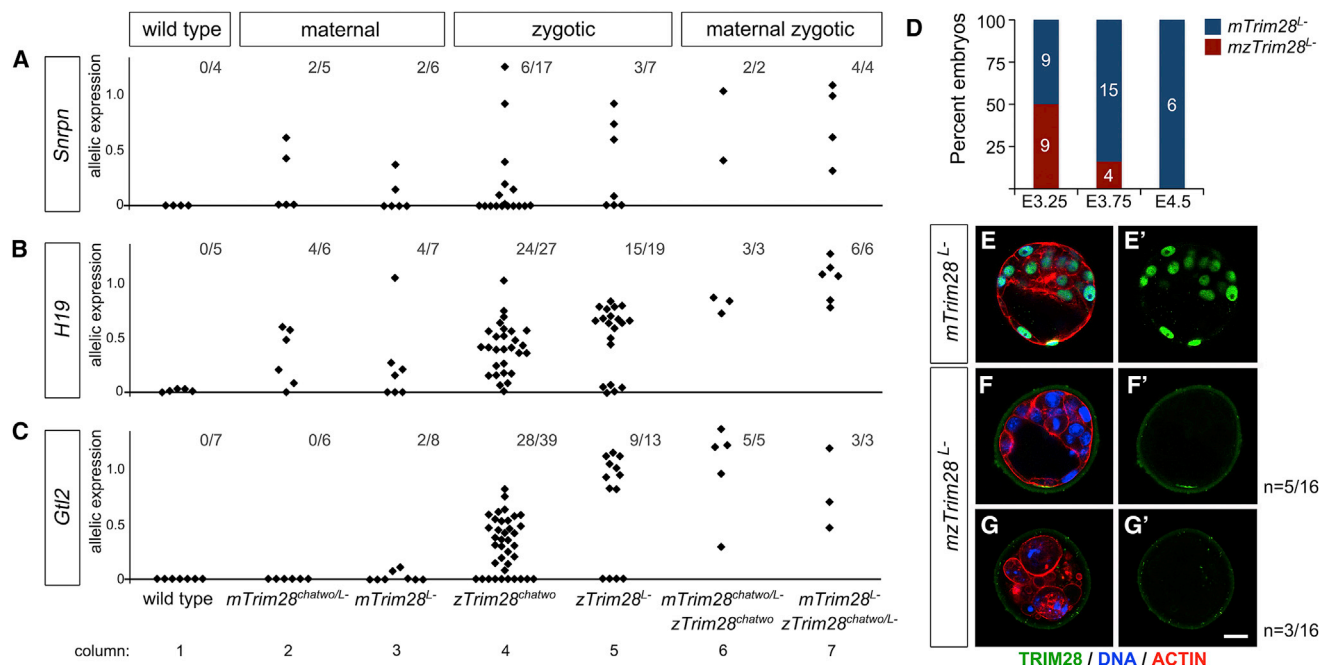 wild type maternal zygotic maternal zygotic
A
Snrpn
allelic expression
1.0
0.5
0
0/4 2/5 2/6 6/17 3/7 2/2 4/4
B
H19
allelic expression
1.0
0.5
0
0/5 4/6 4/7 24/27 15/19 3/3 6/6
C
Gtl2
allelic expression
1.0
0.5
0
0/7 0/6 2/8 28/39 9/13 5/5 3/3
wild type mTrim28chatwo/L- mTrim28L- zTrim28chatwo zTrim28L- mTrim28chatwo/L- mTrim28L-
zTrim28chatwo zTrim28chatwo/L-
column: 1 2 3 4 5 6 7
D
Percent embryos
100
75
50
25
9 15 6
9 4
E3.25 E3.75 E4.5
mTrim28L-
mzTrim28L-
mTrim28 L-
E E'
mzTrim28 L-
F F'
n=5/16
G G'
n=3/16
TRIM28 / DNA / ACTIN